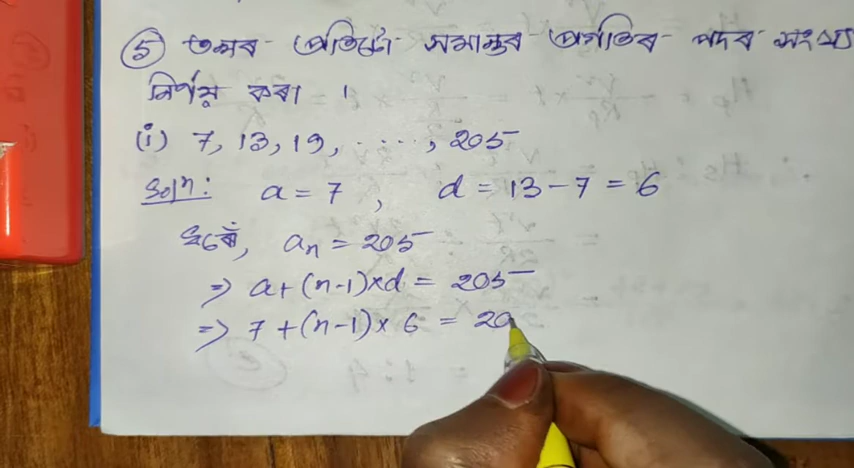 ⑤ তলৰ প্ৰতিটো সমান্তৰ প্ৰগতিৰ পদৰ সংখ্যা
নিৰ্ণয় কৰা ।
(i) 7, 13, 19, ...., 205
Solⁿ: a = 7 , d = 13 - 7 = 6
aₙ = 205
⇒ a+(n-1)×d = 205
⇒ 7+(n-1)× 6 = 20